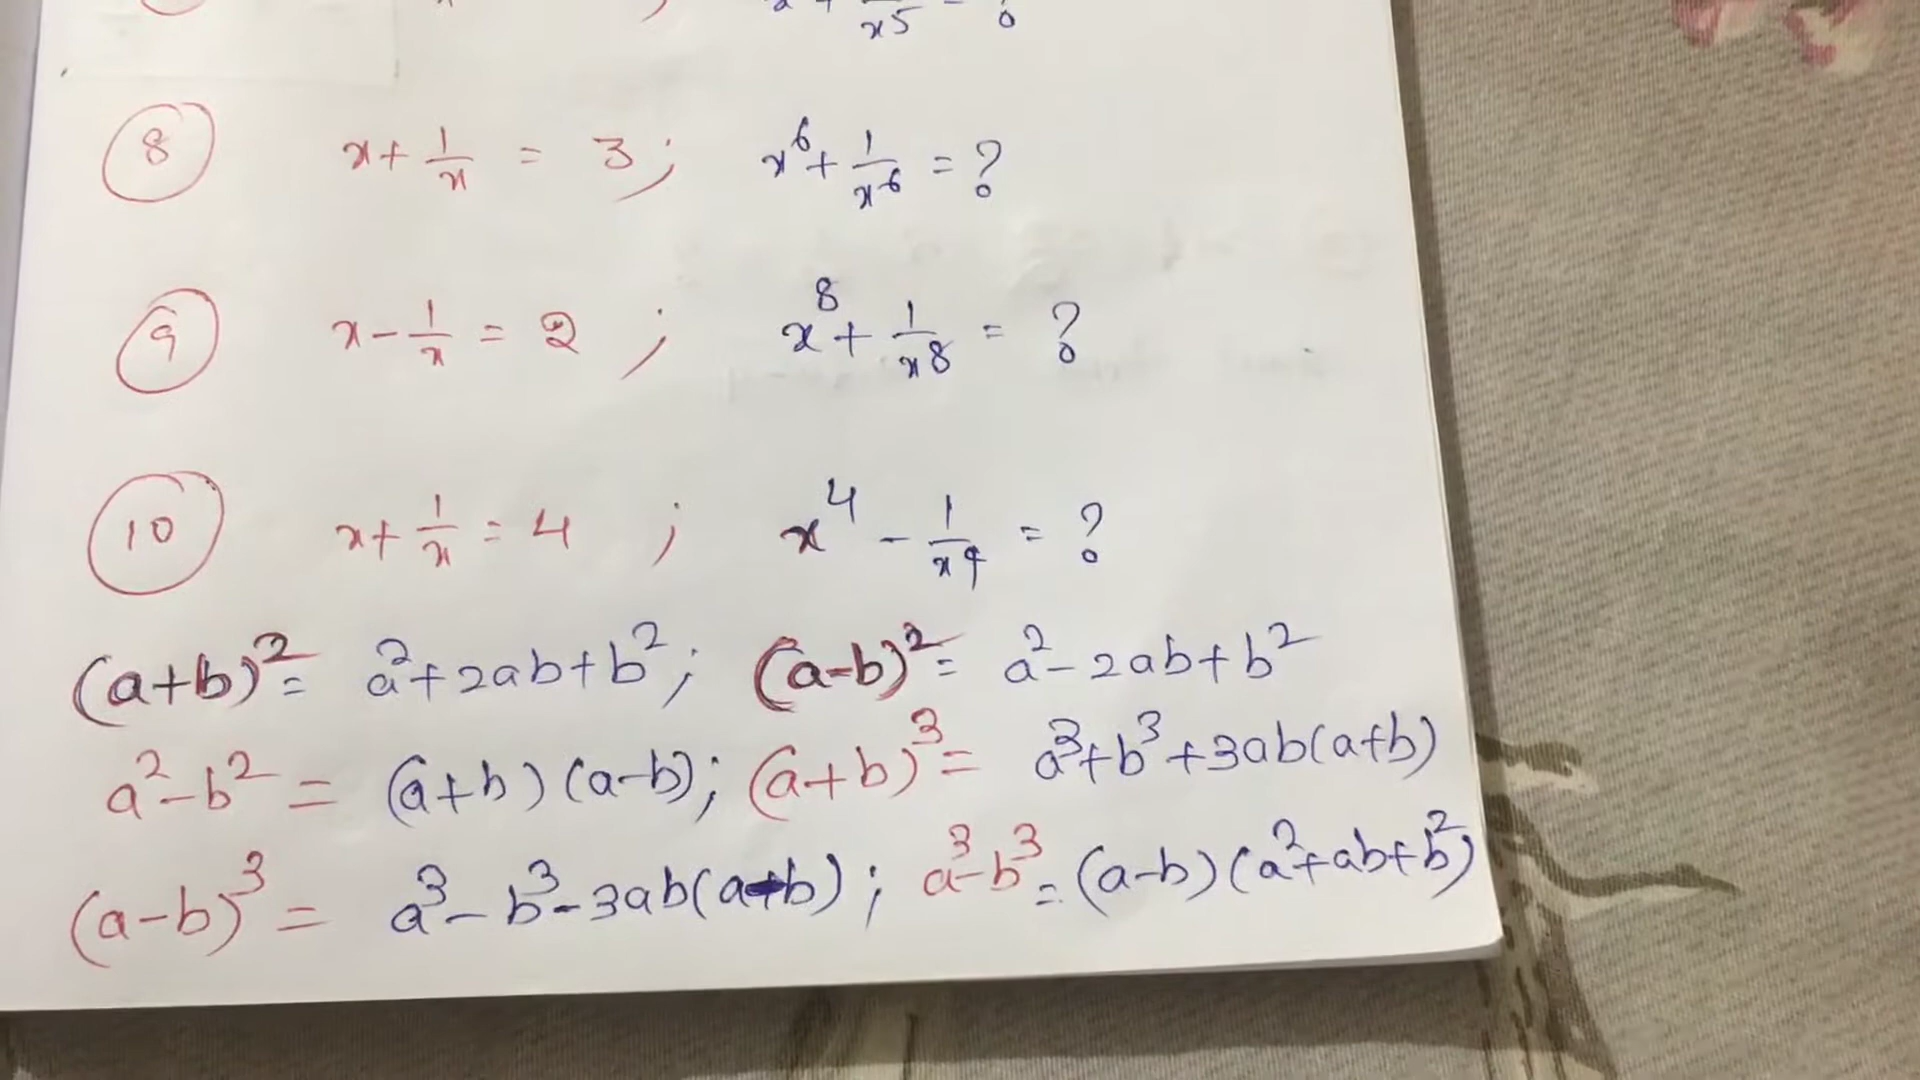 x5 = ?
8 x + 1/x = 3 ; x^6 + 1/x^6 = ?
9 x - 1/x = 2 ; x^8 + 1/x^8 = ?
10 x + 1/x = 4 ; x^4 - 1/x^4 = ?
(a+b)^2 = a^2 + 2ab + b^2 ; (a-b)^2 = a^2 - 2ab + b^2
a^2 - b^2 = (a+b)(a-b) ; (a+b)^3 = a^3 + b^3 + 3ab(a+b)
(a-b)^3 = a^3 - b^3 - 3ab(a-b) ; a^3 - b^3 = (a-b)(a^2 + ab + b^2)